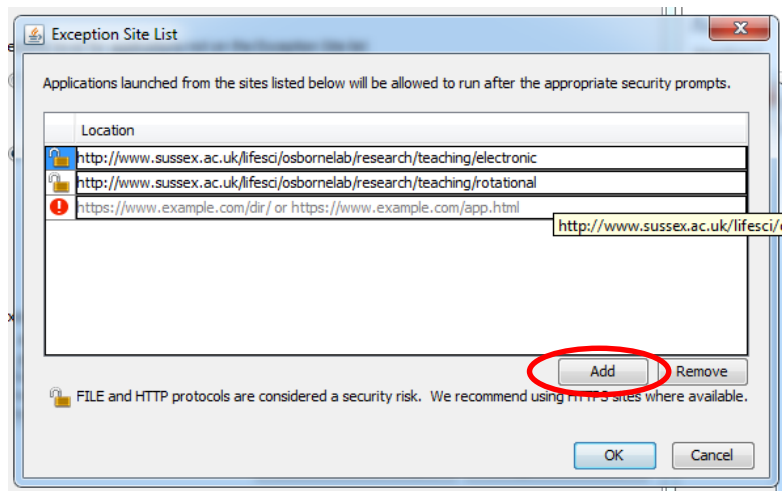 Exception Site List
Applications launched from the sites listed below will be allowed to run after the appropriate security prompts.
Location
http://www.sussex.ac.uk/lifesci/osbornelab/research/teaching/electronic
http://www.sussex.ac.uk/lifesci/osbornelab/research/teaching/rotational
https://www.example.com/dir/ or https://www.example.com/app.html
http://www.sussex.ac.uk/lifesci/
Add Remove
FILE and HTTP protocols are considered a security risk. We recommend using HTTPS sites where available.
OK Cancel